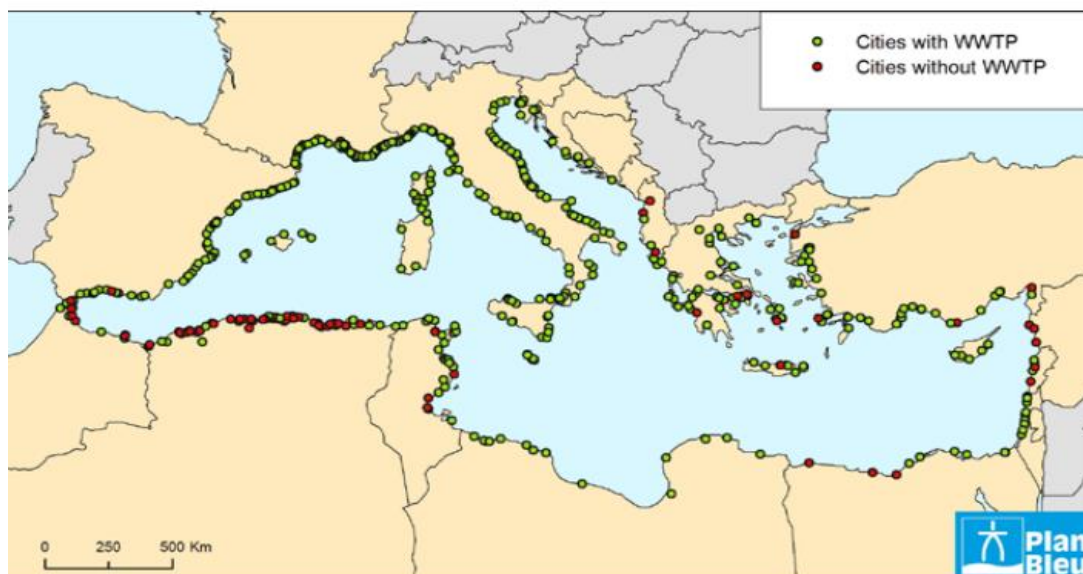 Cities with WWTP
Cities without WWTP
0 250 500 Km
Plan
Bleu